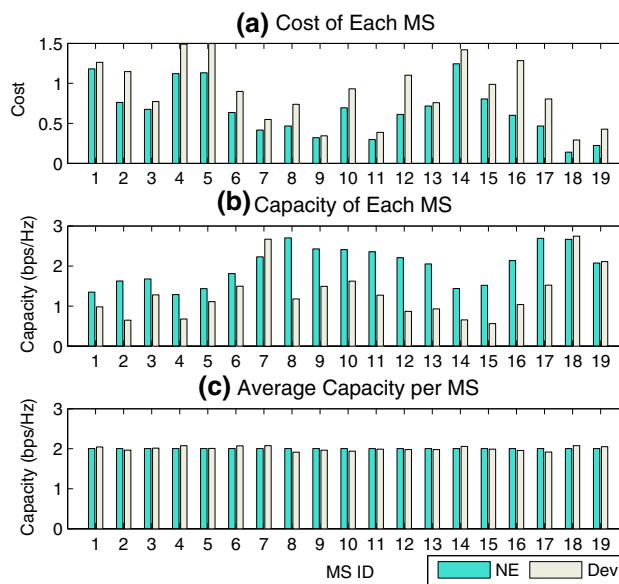 (a) Cost of Each MS
Cost
1.5
1
0.5
0
1 2 3 4 5 6 7 8 9 10 11 12 13 14 15 16 17 18 19
(b) Capacity of Each MS
Capacity (bps/Hz)
3
2
1
0
1 2 3 4 5 6 7 8 9 10 11 12 13 14 15 16 17 18 19
(c) Average Capacity per MS
Capacity (bps/Hz)
3
2
1
0
1 2 3 4 5 6 7 8 9 10 11 12 13 14 15 16 17 18 19
MS ID
NE Dev